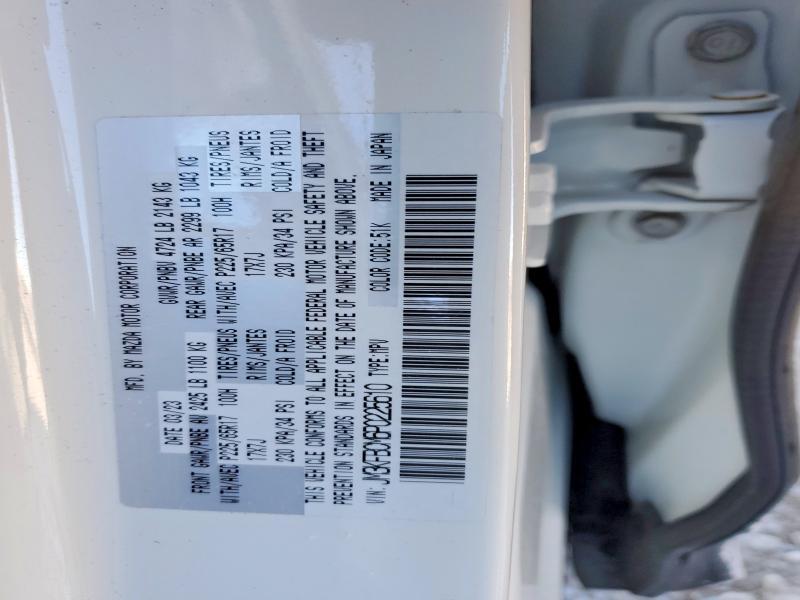 MFD. BY MAZDA MOTOR CORPORATION
DATE 03/23 GVWR/PNBV 4724 LB 2143 KG
FRONT GAWR/PNBE AV 2425 LB 1100 KG REAR GAWR/PNBE AR 2299 LB 1043 KG
WITH/AVEC P225/65R17 100H TIRES/PNEUS WITH/AVEC P225/65R17 100H TIRES/PNEUS
17X7J RIMS/JANTES 17X7J RIMS/JANTES
230 KPA/34 PSI COLD/A FROID 230 KPA/34 PSI COLD/A FROID
THIS VEHICLE CONFORMS TO ALL APPLICABLE FEDERAL MOTOR VEHICLE SAFETY AND THEFT
PREVENTION STANDARDS IN EFFECT ON THE DATE OF MANUFACTURE SHOWN ABOVE.
VIN: JM3KFBCM6P0225610 TYPE:MPV COLOR CODE:51K MADE IN JAPAN